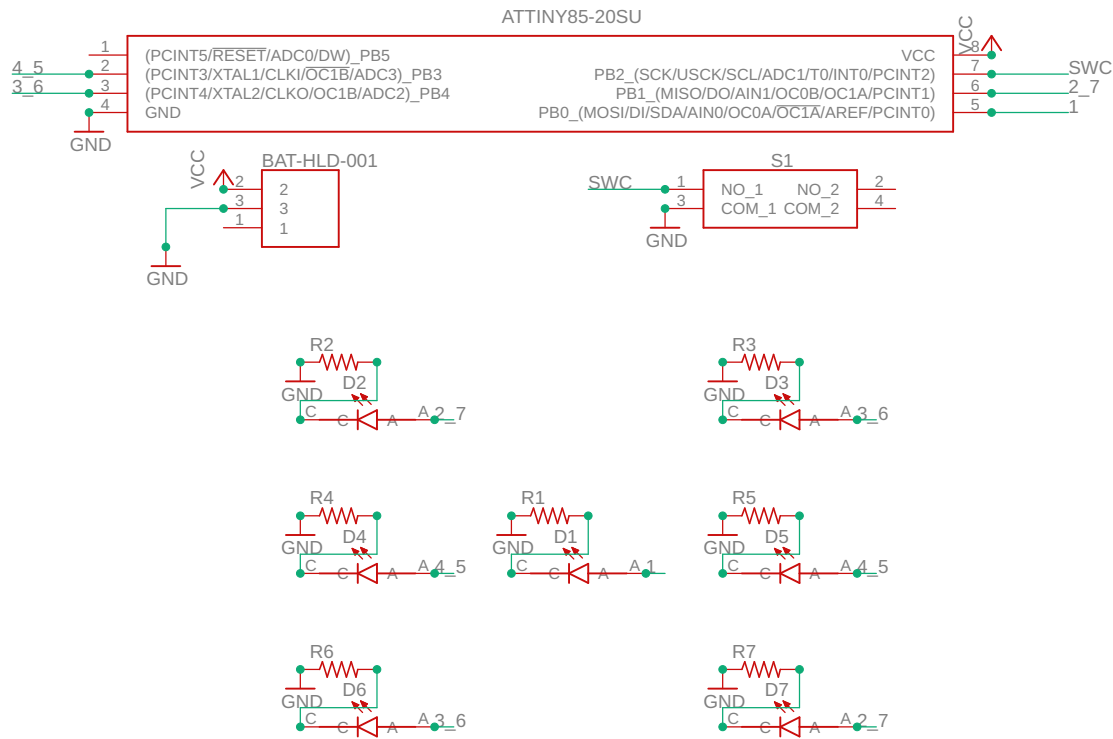 ATTINY85-20SU
1 (PCINT5/RESET/ADC0/DW)_PB5 VCC 8 VCC
4_5 2 (PCINT3/XTAL1/CLKI/OC1B/ADC3)_PB3 PB2_(SCK/USCK/SCL/ADC1/T0/INT0/PCINT2) 7 SWC
3_6 3 (PCINT4/XTAL2/CLKO/OC1B/ADC2)_PB4 PB1_(MISO/DO/AIN1/OC0B/OC1A/PCINT1) 6 2_7
4 GND PB0_(MOSI/DI/SDA/AIN0/OC0A/OC1A/AREF/PCINT0) 5 1
GND
BAT-HLD-001 S1
VCC 2 2 SWC 1 NO_1 NO_2 2
3 3 3 COM_1 COM_2 4
1 1
GND
GND
R2 R3
D2 D3
GND GND
C C A A 2_7 C C A A 3_6
R4 R1 R5
D4 D1 D5
GND GND GND
C C A A 4_5 C C A A 1 C C A A 4_5
R6 R7
D6 D7
GND GND
C C A A 3_6 C C A A 2_7